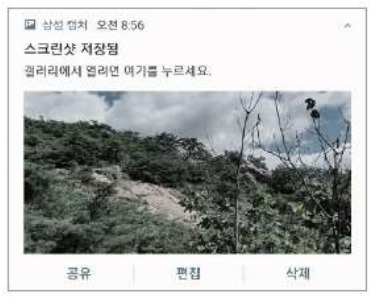 삼성 캡처 오전 8:56
스크린샷 저장됨
갤러리에서 열려면 여기를 누르세요.
공유 편집 삭제